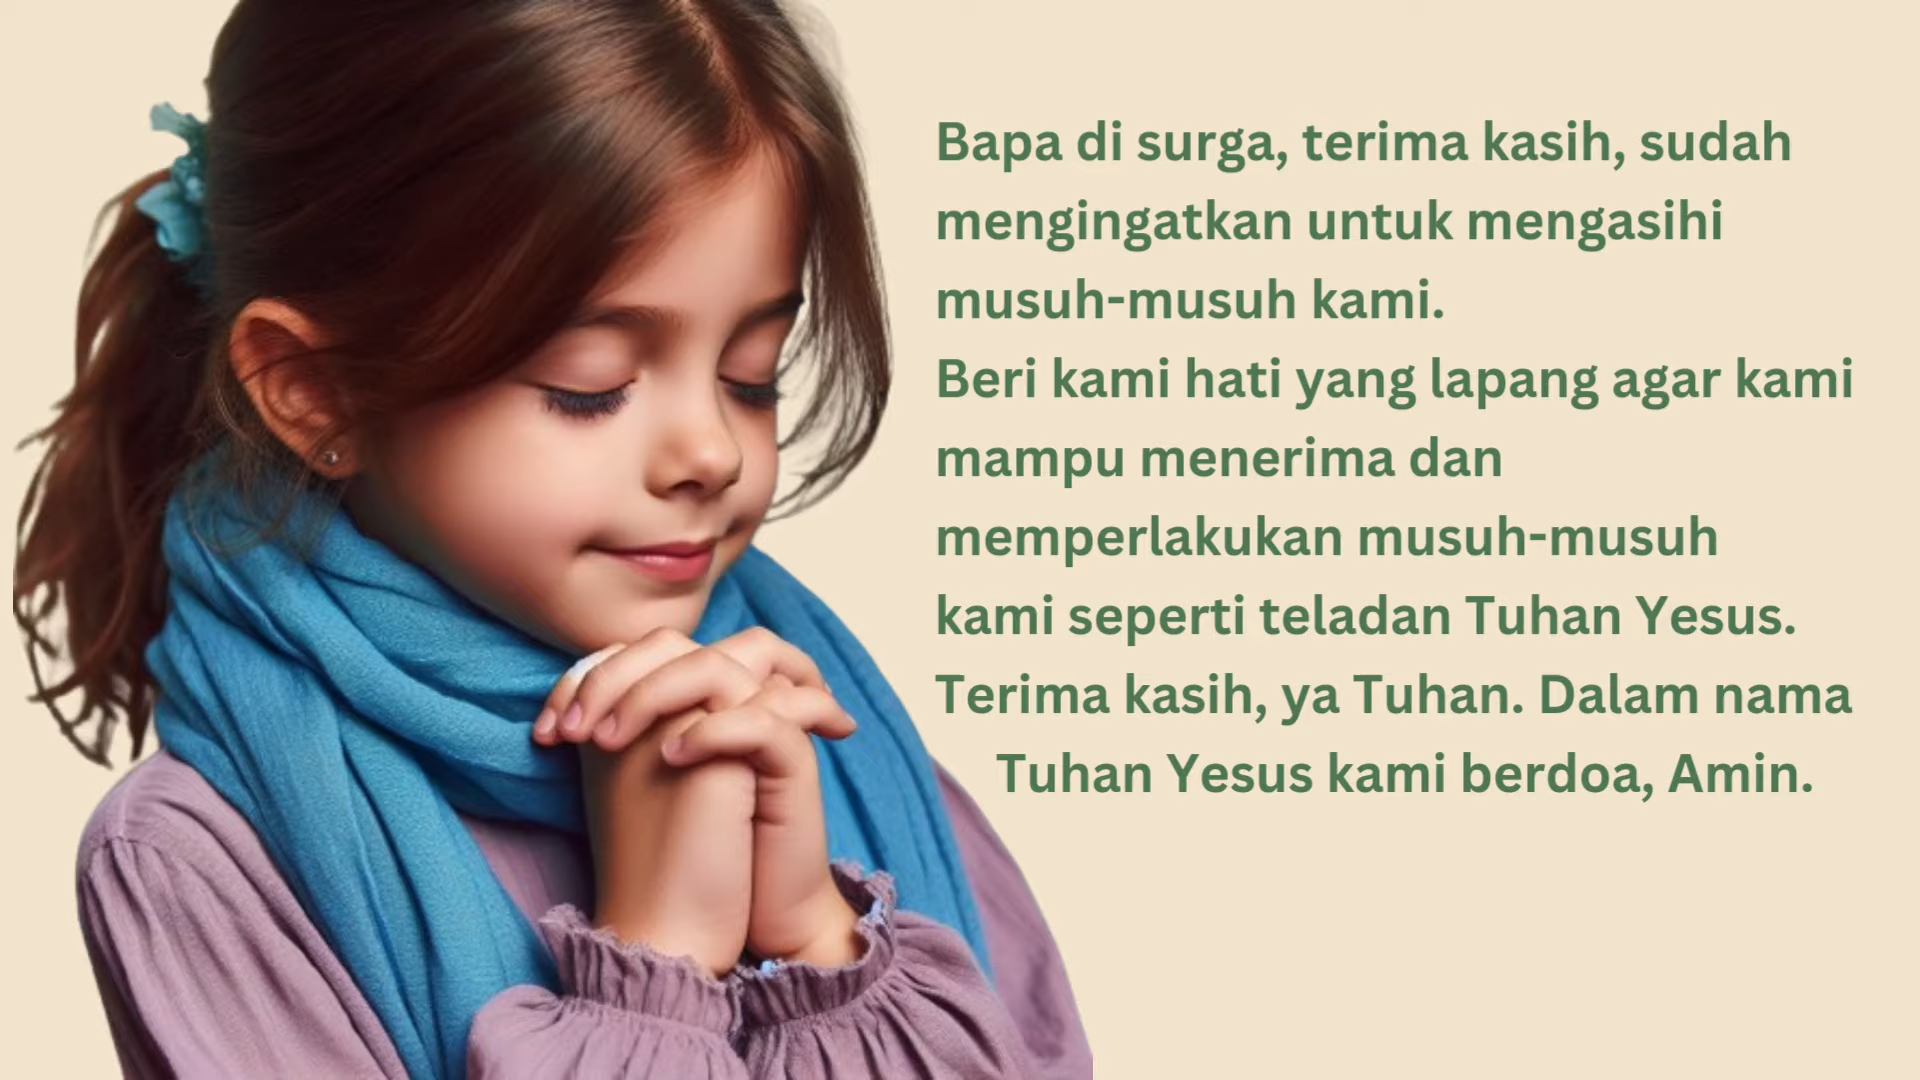 Bapa di surga, terima kasih, sudah
mengingatkan untuk mengasihi
musuh-musuh kami.
Beri kami hati yang lapang agar kami
mampu menerima dan
memperlakukan musuh-musuh
kami seperti teladan Tuhan Yesus.
Terima kasih, ya Tuhan. Dalam nama
Tuhan Yesus kami berdoa, Amin.